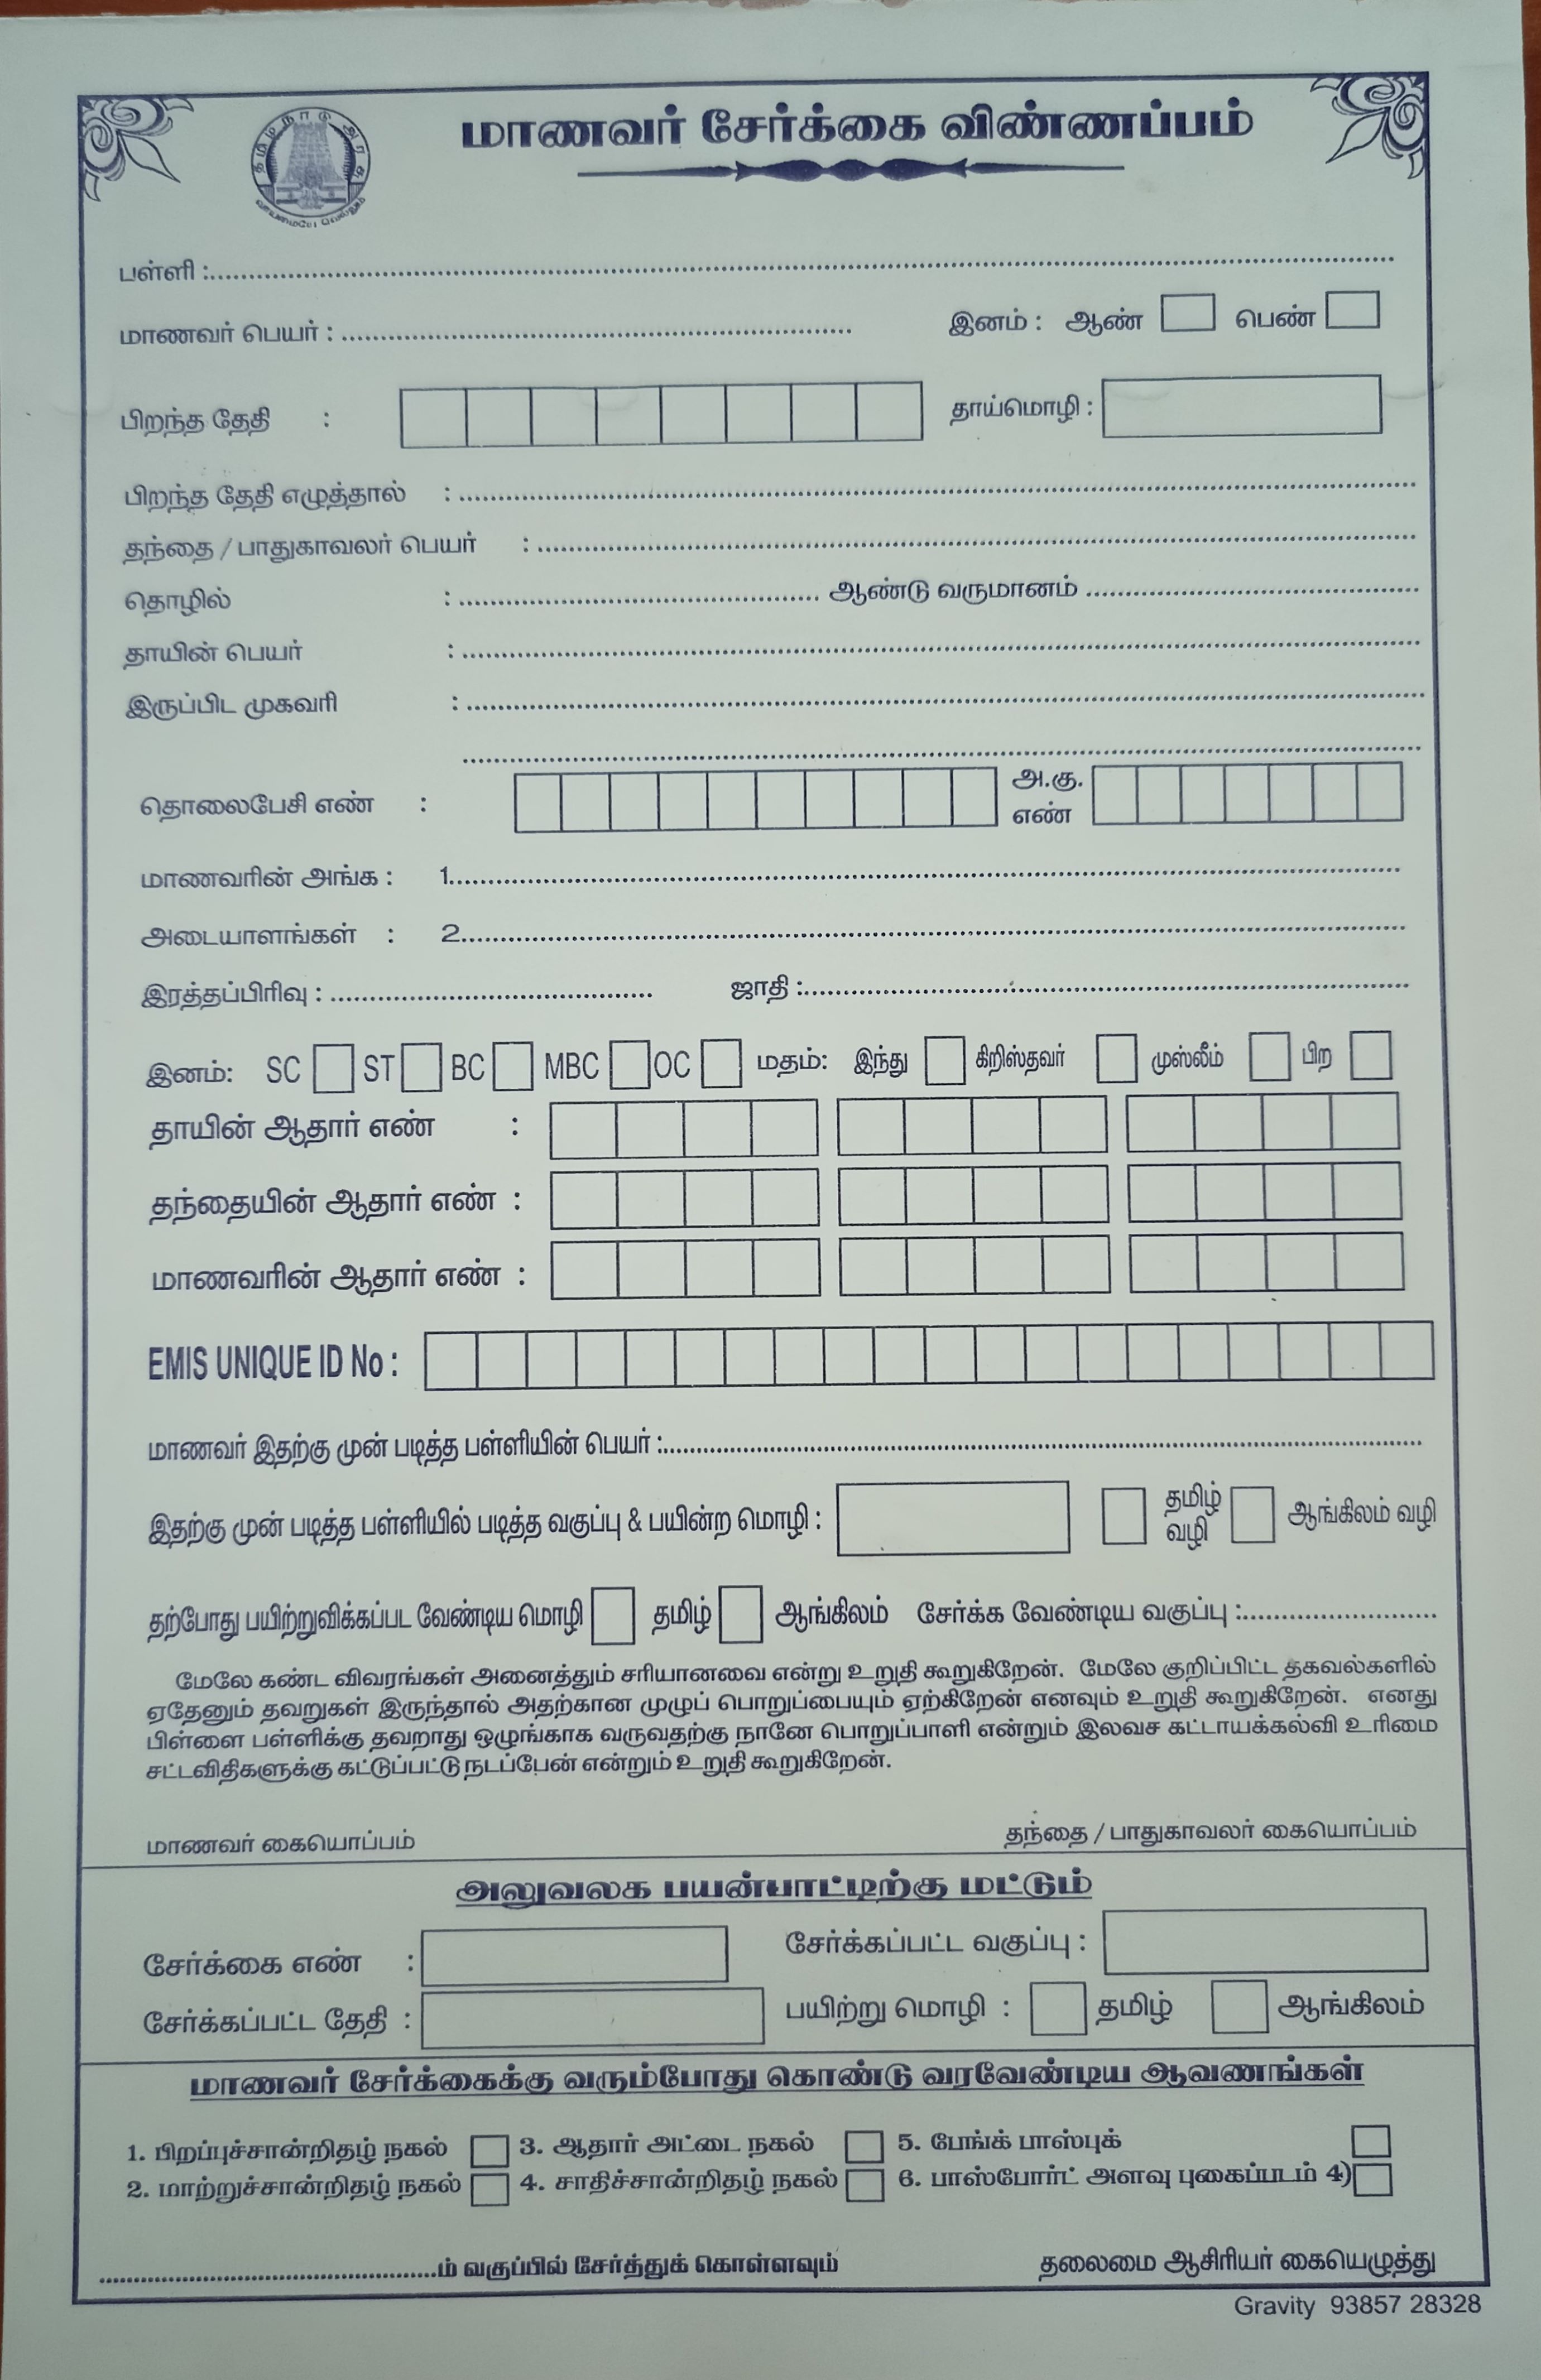 தமிழ்நாடு அரசு
வாய்மையே வெல்லும்
மாணவர் சேர்க்கை விண்ணப்பம்
பள்ளி :
மாணவர் பெயர் : இனம் : ஆண் பெண்
பிறந்த தேதி : தாய்மொழி :
பிறந்த தேதி எழுத்தால் :
தந்தை / பாதுகாவலர் பெயர் :
தொழில் : ஆண்டு வருமானம்
தாயின் பெயர் :
இருப்பிட முகவரி :
தொலைபேசி எண் : அ.கு. எண்
மாணவரின் அங்க : 1.
அடையாளங்கள் : 2.
இரத்தப்பிரிவு : ஜாதி :
இனம்: SC ST BC MBC OC மதம்: இந்து கிறிஸ்தவர் முஸ்லீம் பிற
தாயின் ஆதார் எண் :
தந்தையின் ஆதார் எண் :
மாணவரின் ஆதார் எண் :
EMIS UNIQUE ID No :
மாணவர் இதற்கு முன் படித்த பள்ளியின் பெயர் :
இதற்கு முன் படித்த பள்ளியில் படித்த வகுப்பு & பயின்ற மொழி : தமிழ் வழி ஆங்கிலம் வழி
தற்போது பயிற்றுவிக்கப்பட வேண்டிய மொழி தமிழ் ஆங்கிலம் சேர்க்க வேண்டிய வகுப்பு :
மேலே கண்ட விவரங்கள் அனைத்தும் சரியானவை என்று உறுதி கூறுகிறேன். மேலே குறிப்பிட்ட தகவல்களில்
ஏதேனும் தவறுகள் இருந்தால் அதற்கான முழுப் பொறுப்பையும் ஏற்கிறேன் எனவும் உறுதி கூறுகிறேன். எனது
பிள்ளை பள்ளிக்கு தவறாது ஒழுங்காக வருவதற்கு நானே பொறுப்பாளி என்றும் இலவச கட்டாயக்கல்வி உரிமை
சட்டவிதிகளுக்கு கட்டுப்பட்டு நடப்பேன் என்றும் உறுதி கூறுகிறேன்.
மாணவர் கையொப்பம் தந்தை / பாதுகாவலர் கையொப்பம்
அலுவலக பயன்பாட்டிற்கு மட்டும்
சேர்க்கை எண் : சேர்க்கப்பட்ட வகுப்பு :
சேர்க்கப்பட்ட தேதி : பயிற்று மொழி : தமிழ் ஆங்கிலம்
மாணவர் சேர்க்கைக்கு வரும்போது கொண்டு வரவேண்டிய ஆவணங்கள்
1. பிறப்புச்சான்றிதழ் நகல் 3. ஆதார் அட்டை நகல் 5. பேங்க் பாஸ்புக்
2. மாற்றுச்சான்றிதழ் நகல் 4. சாதிச்சான்றிதழ் நகல் 6. பாஸ்போர்ட் அளவு புகைப்படம் 4)
ம் வகுப்பில் சேர்த்துக் கொள்ளவும் தலைமை ஆசிரியர் கையெழுத்து
Gravity 93857 28328